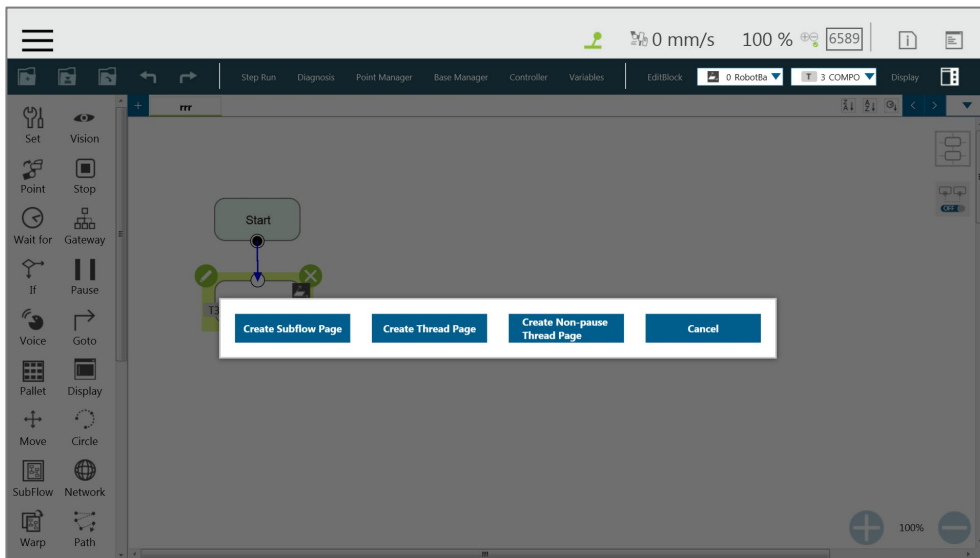 0 mm/s 100 % 6589
Step Run Diagnosis Point Manager Base Manager Controller Variables EditBlock 0 RobotBa T 3 COMPO Display
+ rrr
Set Vision
Point Stop
Wait for Gateway
If Pause
Voice Goto
Pallet Display
Move Circle
SubFlow Network
Warp Path
Start
T3
Create Subflow Page
Create Thread Page
Create Non-pause
Thread Page
Cancel
OFF
100%